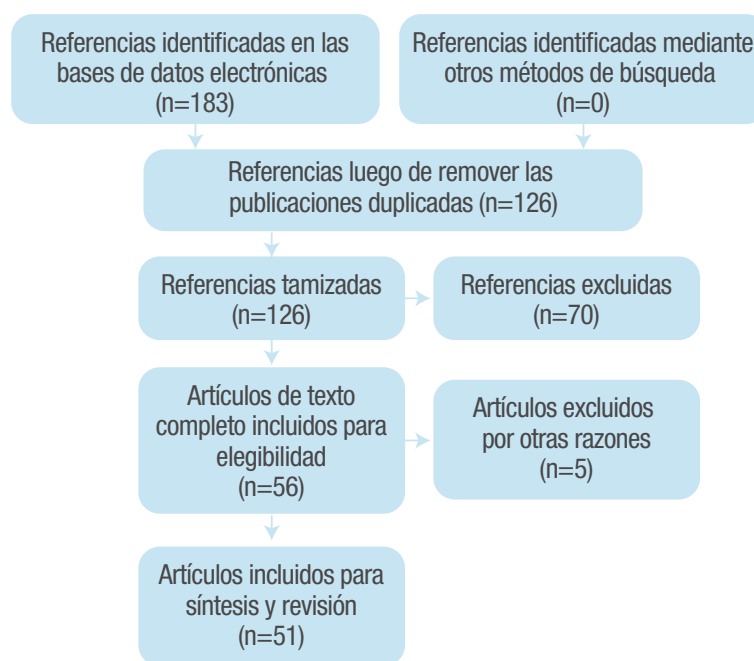 Referencias identificadas en las
bases de datos electrónicas
(n=183)
Referencias identificadas mediante
otros métodos de búsqueda
(n=0)
Referencias luego de remover las
publicaciones duplicadas (n=126)
Referencias tamizadas
(n=126)
Referencias excluidas
(n=70)
Artículos de texto
completo incluidos para
elegibilidad
(n=56)
Artículos excluidos
por otras razones
(n=5)
Artículos incluidos para
síntesis y revisión
(n=51)